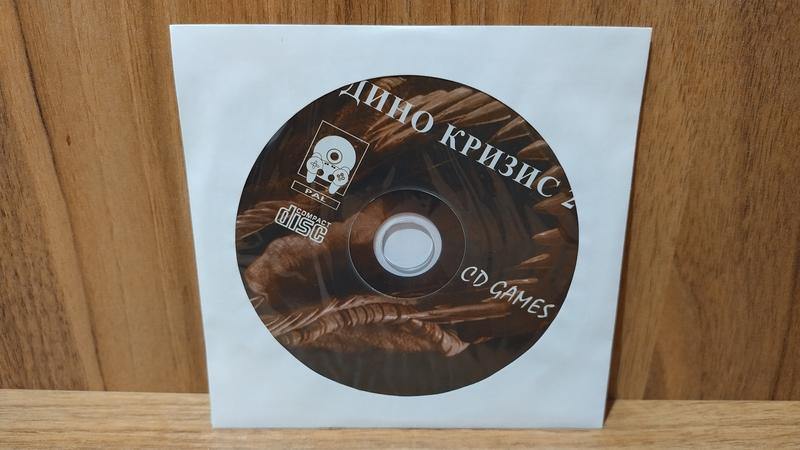 ДИНО КРИЗИС 2
PAL
COMPACT
disc
CD GAMES